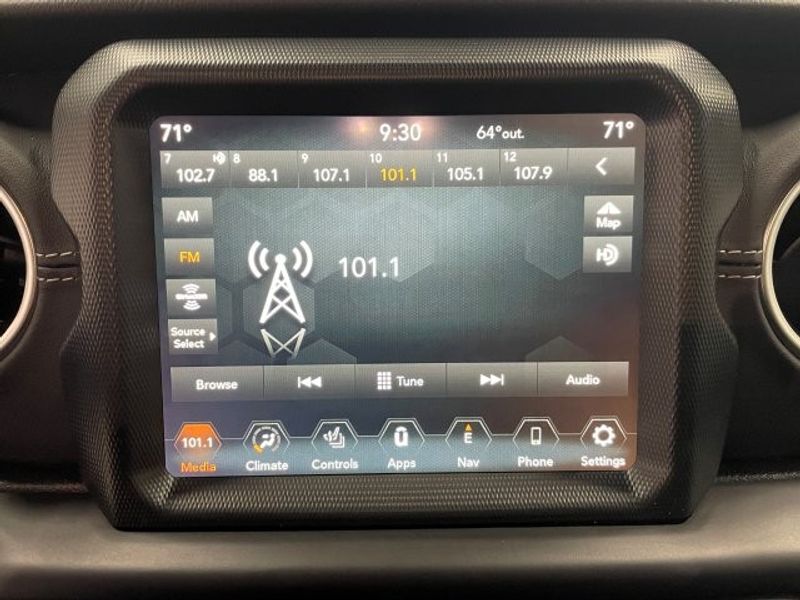 71° 9:30 64°out. 71°
7 8 9 10 11 12
102.7 88.1 107.1 101.1 105.1 107.9
AM
Map
FM
HD
101.1
SiriusXM
Source
Select
Browse Tune Audio
101.1 E
Media Climate Controls Apps Nav Phone Settings